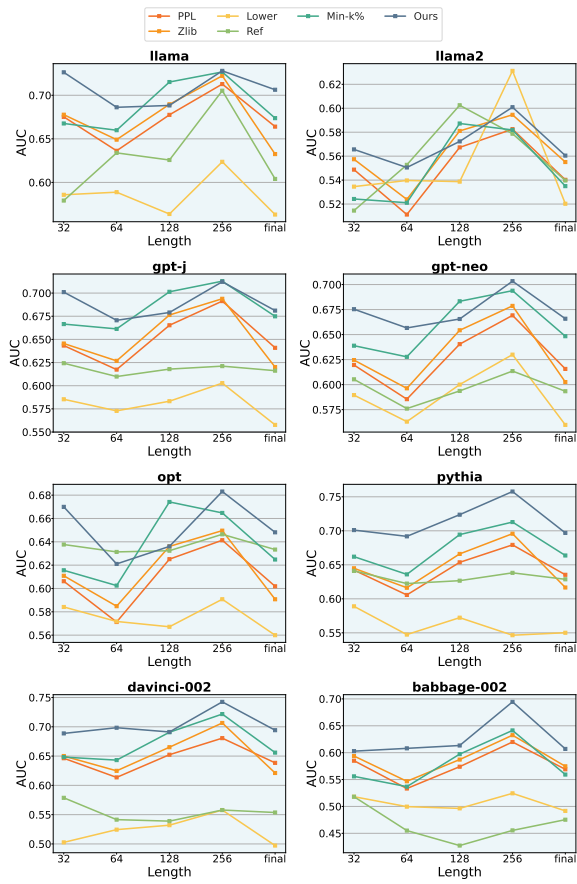 PPL Lower Min-k% Ours
Zlib Ref
llama
llama2
AUC
0.70
0.65
0.60
32 64 128 256 final
Length
AUC
0.62
0.60
0.58
0.56
0.54
0.52
32 64 128 256 final
Length
gpt-j
gpt-neo
AUC
0.700
0.675
0.650
0.625
0.600
0.575
0.550
32 64 128 256 final
Length
AUC
0.700
0.675
0.650
0.625
0.600
0.575
32 64 128 256 final
Length
opt
pythia
AUC
0.68
0.66
0.64
0.62
0.60
0.58
0.56
32 64 128 256 final
Length
AUC
0.75
0.70
0.65
0.60
0.55
32 64 128 256 final
Length
davinci-002
babbage-002
AUC
0.75
0.70
0.65
0.60
0.55
0.50
32 64 128 256 final
Length
AUC
0.70
0.65
0.60
0.55
0.50
0.45
32 64 128 256 final
Length